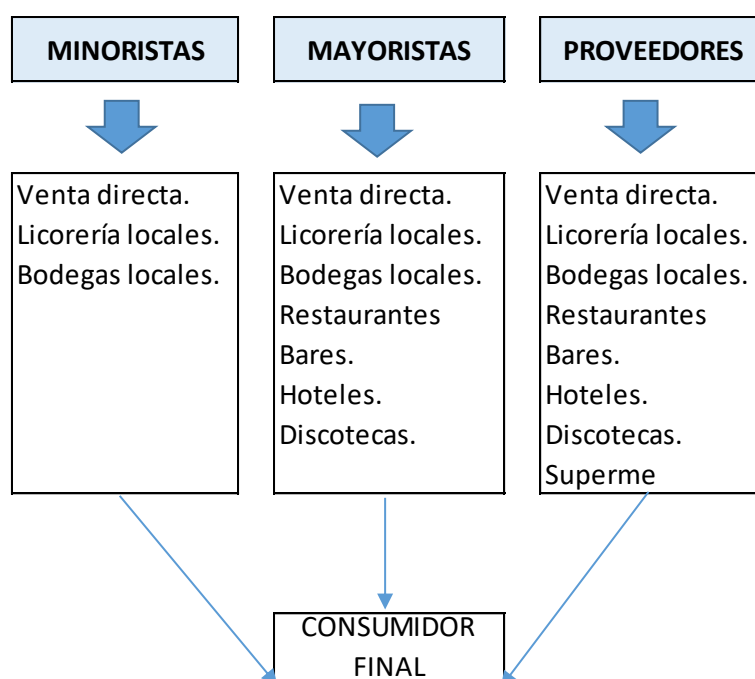 MINORISTAS
MAYORISTAS
PROVEEDORES
Venta directa.
Licorería locales.
Bodegas locales.
Venta directa.
Licorería locales.
Bodegas locales.
Restaurantes
Bares.
Hoteles.
Discotecas.
Venta directa.
Licorería locales.
Bodegas locales.
Restaurantes
Bares.
Hoteles.
Discotecas.
Superme
CONSUMIDOR
FINAL